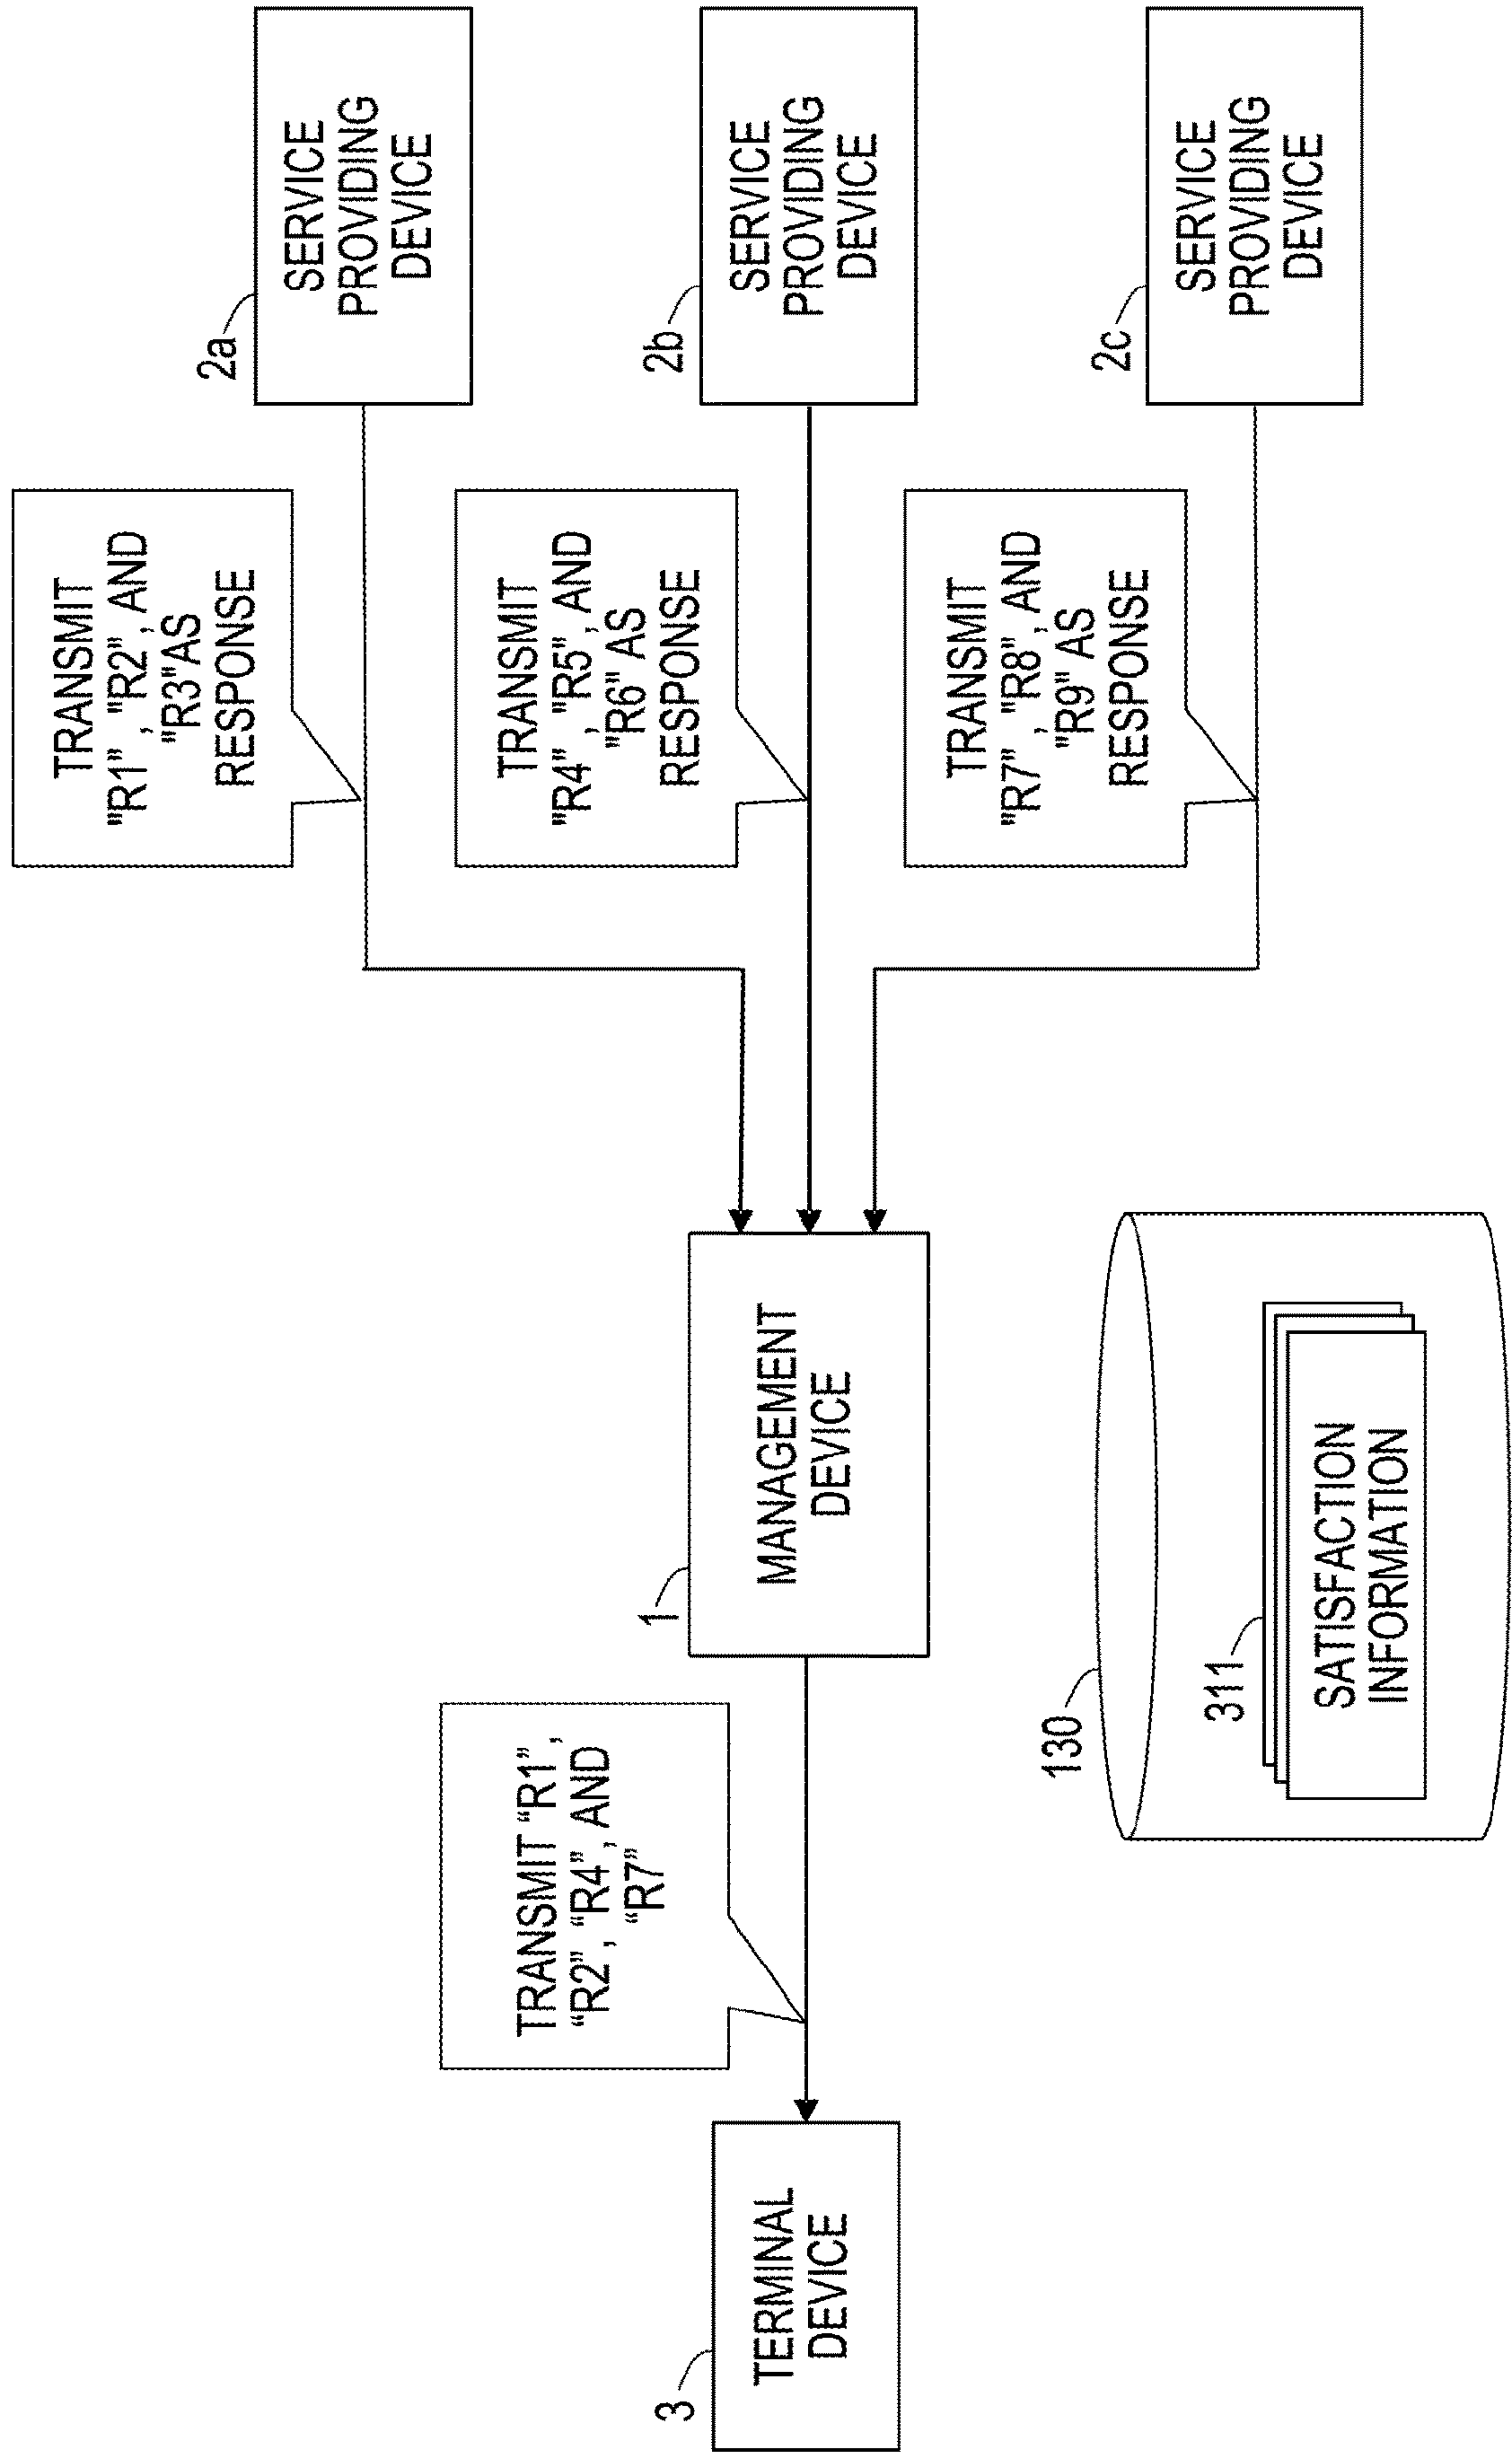 TERMINAL
DEVICE
3
TRANSMIT “R1”,
“R2”, “R4”, AND
“R7”
1
MANAGEMENT
DEVICE
130
311
SATISFACTION
INFORMATION
TRANSMIT
"R1" ,"R2", AND
"R3"AS
RESPONSE
2a
SERVICE
PROVIDING
DEVICE
TRANSMIT
"R4" ,"R5", AND
"R6" AS
RESPONSE
2b
SERVICE
PROVIDING
DEVICE
TRANSMIT
"R7" ,"R8", AND
"R9" AS
RESPONSE
2c
SERVICE
PROVIDING
DEVICE